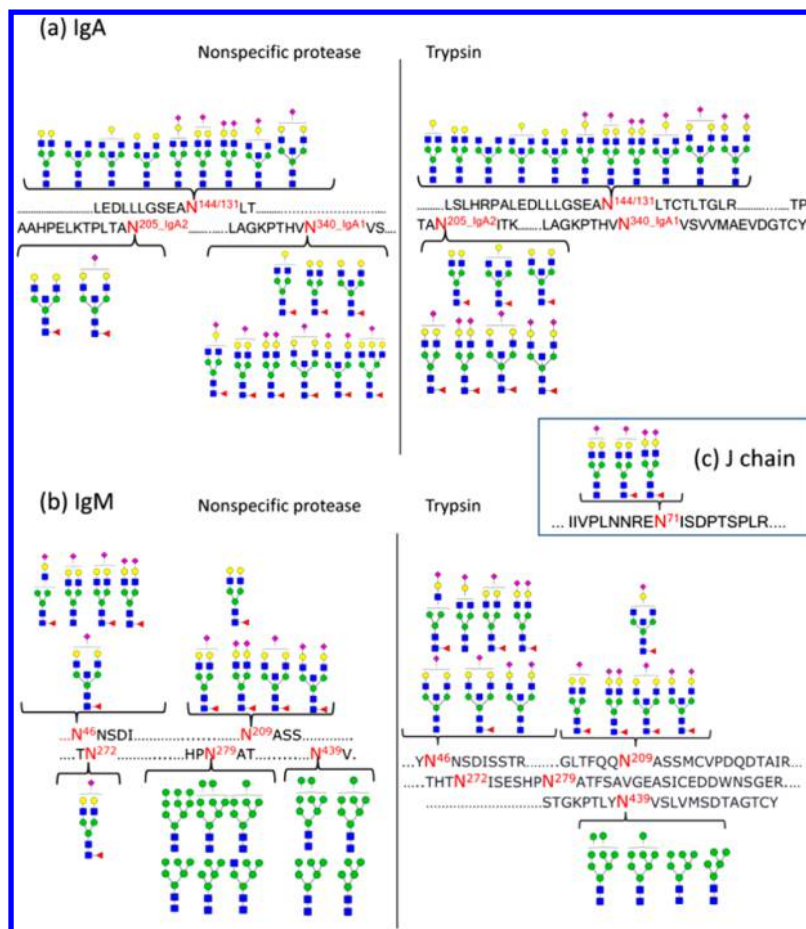 (a) IgA
Nonspecific protease
Trypsin
LEDLLLGSEAN144/131LT
AAHPELKTPLTAN205_IgA2 ........LAGKPTHVN340_IgA1VS...
........LSLHRPALEDLLLGSEAN144/131LTCTLTGLR...........TP
TAN205_IgA2ITK.......LAGKPTHVN340_IgA1VSVVMAEVDGTCY
(c) J chain
... IIVPLNNREN71ISDPTSPLR....
(b) IgM
Nonspecific protease
Trypsin
....N46NSDI..........................N209ASS...........
....TN272....................HPN279AT...........N439V.
...YN46NSDISSTR........GLTFQQN209ASSMCVPDQDTAIR...
.....THTN272ISESHPN279ATFSAVGEASICEDDWNSGER...
................................STGKPTLYN439VSLVMSDTAGTCY